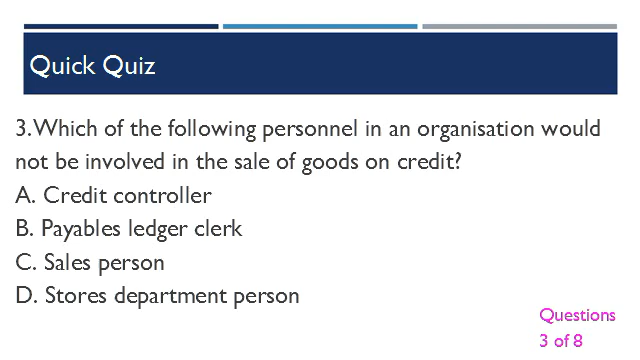 Quick Quiz
3.Which of the following personnel in an organisation would
not be involved in the sale of goods on credit?
A. Credit controller
B. Payables ledger clerk
C. Sales person
D. Stores department person
Questions
3 of 8